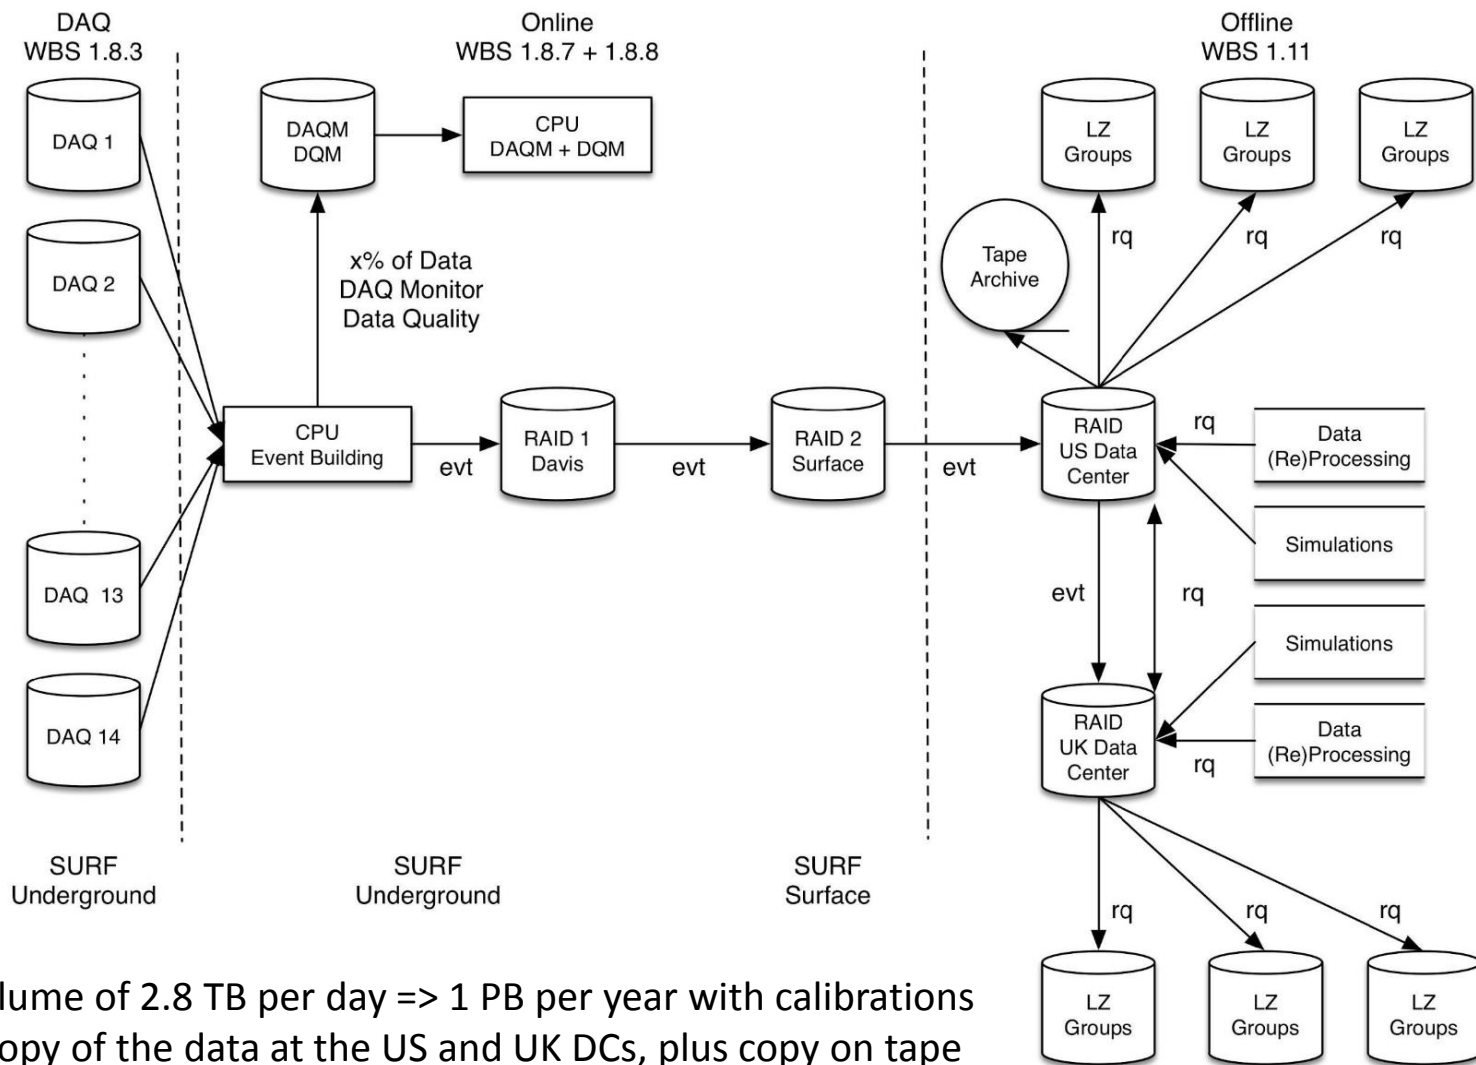 DAQ
WBS 1.8.3
Online
WBS 1.8.7 + 1.8.8
Offline
WBS 1.11
DAQ 1
DAQM
DQM
CPU
DAQM + DQM
LZ
Groups
LZ
Groups
LZ
Groups
rq
rq
rq
DAQ 2
x% of Data
DAQ Monitor
Data Quality
Tape
Archive
CPU
Event Building
evt
RAID 1
Davis
evt
RAID 2
Surface
evt
RAID
US Data
Center
rq
Data
(Re)Processing
Simulations
DAQ 13
evt
rq
Simulations
DAQ 14
RAID
UK Data
Center
rq
Data
(Re)Processing
SURF
Underground
SURF
Underground
SURF
Surface
rq
rq
rq
LZ
Groups
LZ
Groups
LZ
Groups
lume of 2.8 TB per day => 1 PB per year with calibrations
opy of the data at the US and UK DCs, plus copy on tape